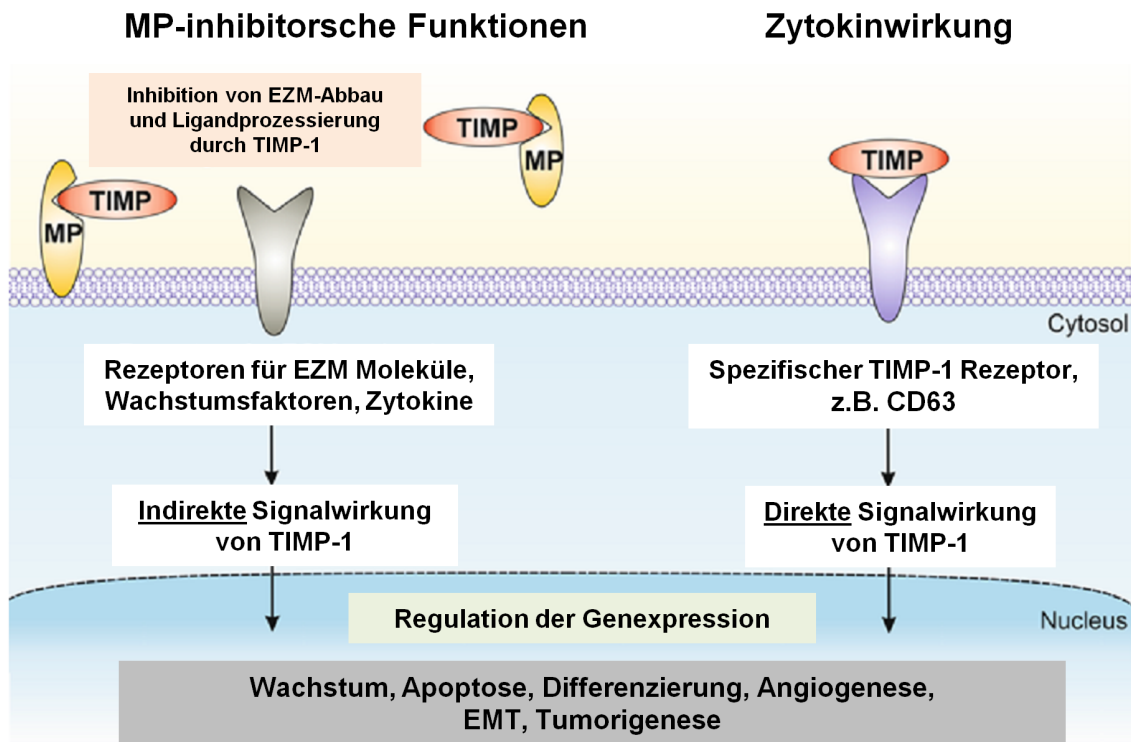 MP-inhibitorsche Funktionen
Zytokinwirkung
Inhibition von EZM-Abbau
und Ligandprozessierung
durch TIMP-1
TIMP
MP
TIMP
MP
TIMP
Cytosol
Rezeptoren für EZM Moleküle,
Wachstumsfaktoren, Zytokine
Spezifischer TIMP-1 Rezeptor,
z.B. CD63
Indirekte Signalwirkung
von TIMP-1
Direkte Signalwirkung
von TIMP-1
Regulation der Genexpression
Nucleus
Wachstum, Apoptose, Differenzierung, Angiogenese,
EMT, Tumorigenese